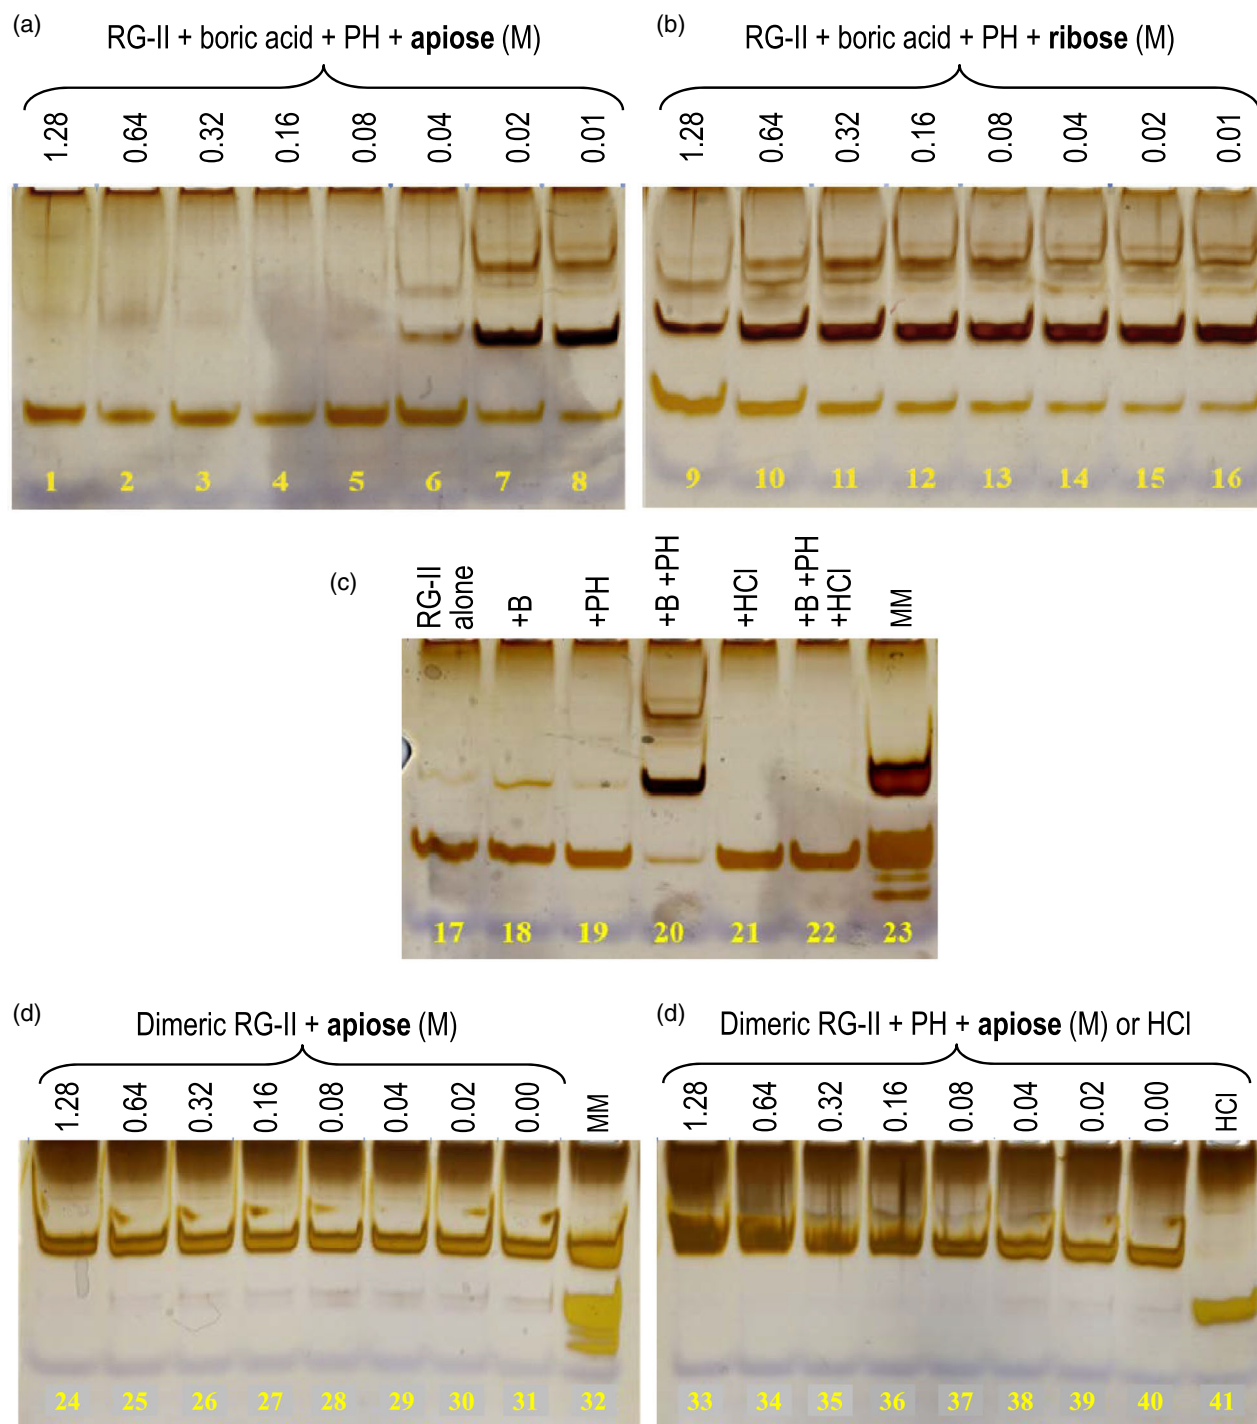 (a)
RG-II + boric acid + PH + apiose (M)
1.28 0.64 0.32 0.16 0.08 0.04 0.02 0.01
1 2 3 4 5 6 7 8
(b)
RG-II + boric acid + PH + ribose (M)
1.28 0.64 0.32 0.16 0.08 0.04 0.02 0.01
9 10 11 12 13 14 15 16
(c)
RG-II alone +B +PH +B +PH +HCl +B +PH +HCl MM
17 18 19 20 21 22 23
(d)
Dimeric RG-II + apiose (M)
1.28 0.64 0.32 0.16 0.08 0.04 0.02 0.00 MM
24 25 26 27 28 29 30 31 32
(d)
Dimeric RG-II + PH + apiose (M) or HCl
1.28 0.64 0.32 0.16 0.08 0.04 0.02 0.00 HCl
33 34 35 36 37 38 39 40 41